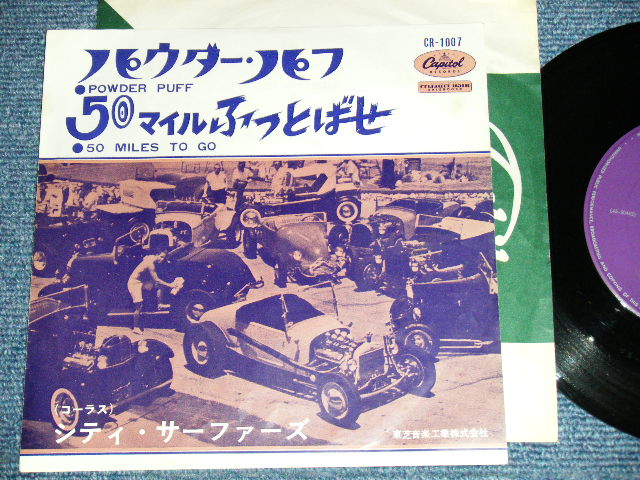 CR-1007
パウダー・パフ
POWDER PUFF
Capitol
RECORDS
50マイルふっとばせ
50 MILES TO GO
(コーラス)
シティ・サーファーズ
東芝音楽工業株式会社